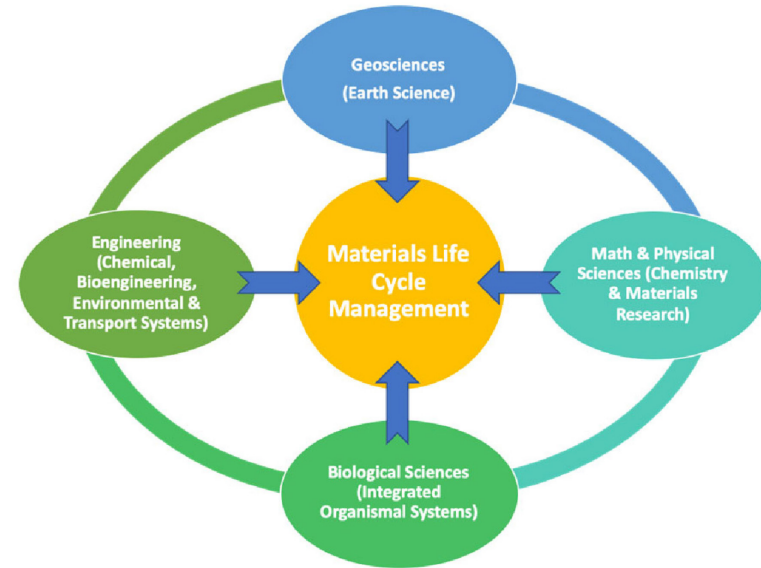 Geosciences
(Earth Science)
Engineering
(Chemical,
Bioengineering,
Environmental &
Transport Systems)
Materials Life
Cycle
Management
Math & Physical
Sciences (Chemistry
& Materials
Research)
Biological Sciences
(Integrated
Organismal Systems)